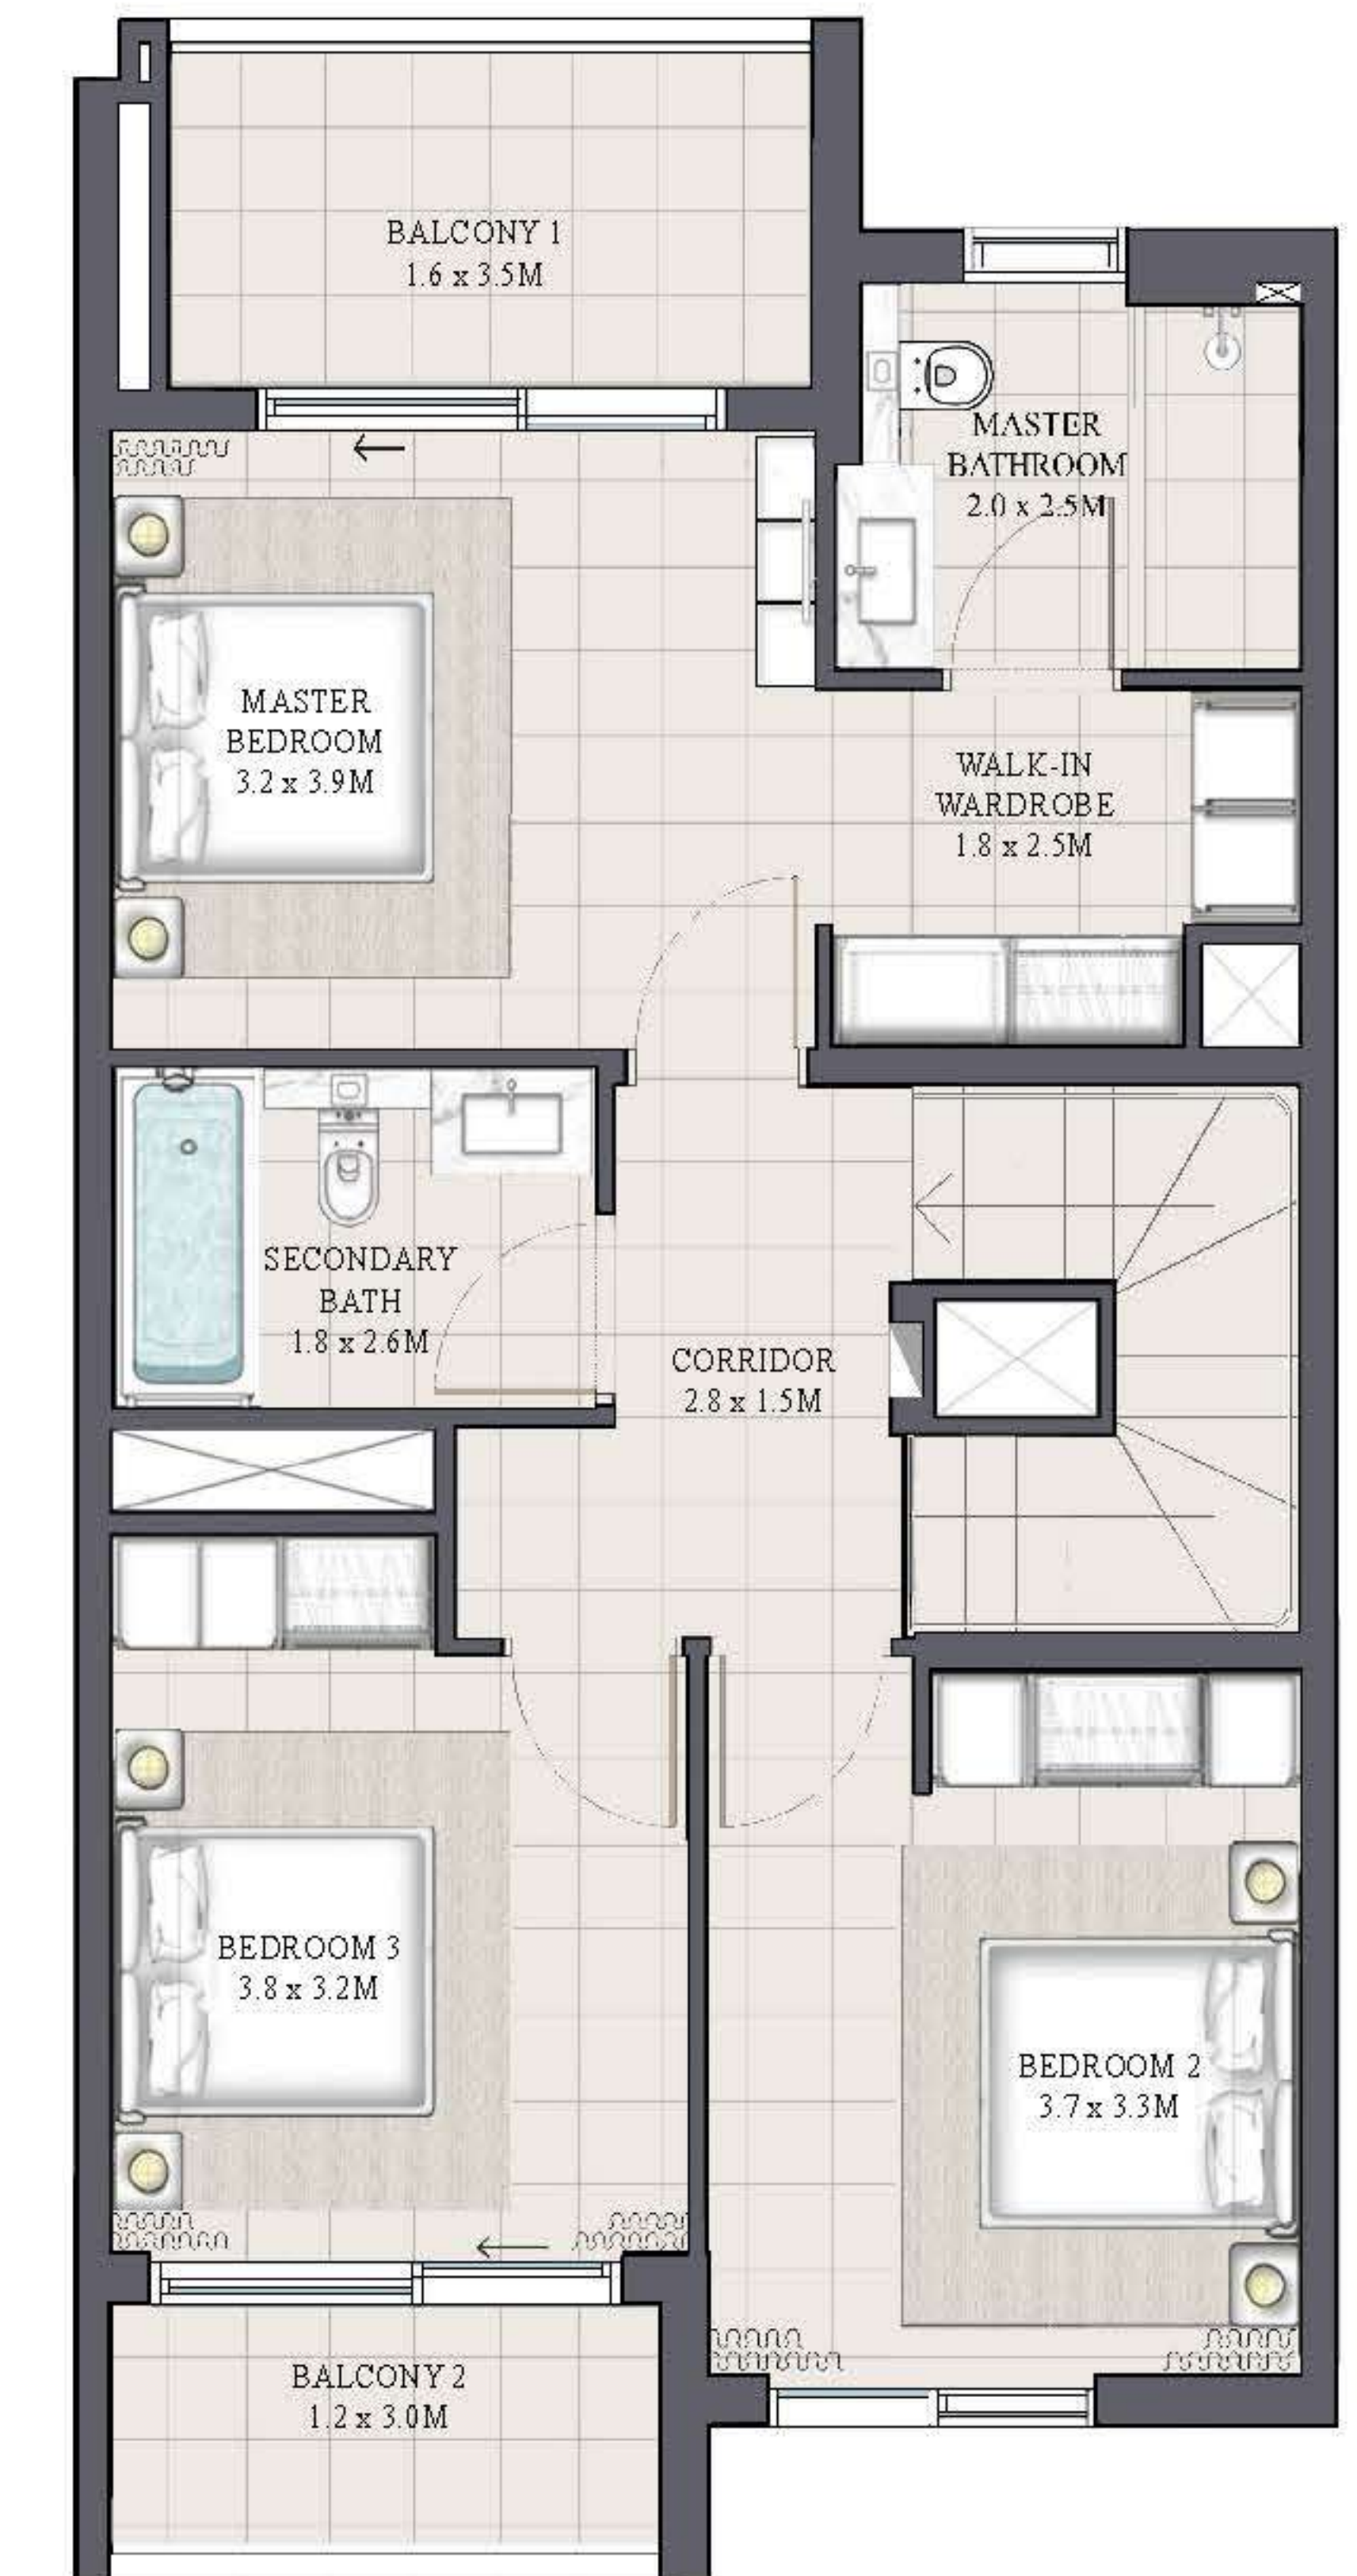 BALCONY 1
1.6 x 3.5M
MASTER
BATHROOM
2.0 x 2.5M
MASTER
BEDROOM
3.2 x 3.9M
WALK-IN
WARDROBE
1.8 x 2.5M
SECONDARY
BATH
1.8 x 2.6M
CORRIDOR
2.8 x 1.5M
BEDROOM 3
3.8 x 3.2M
BEDROOM 2
3.7 x 3.3M
BALCONY 2
1.2 x 3.0M